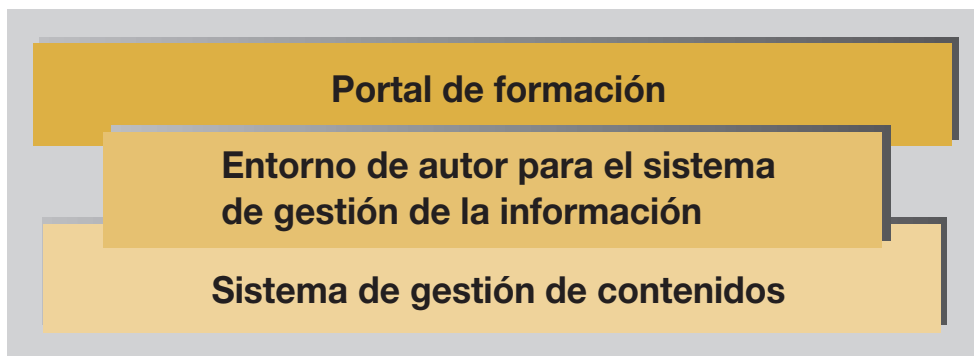 Portal de formación
Entorno de autor para el sistema
de gestión de la información
Sistema de gestión de contenidos